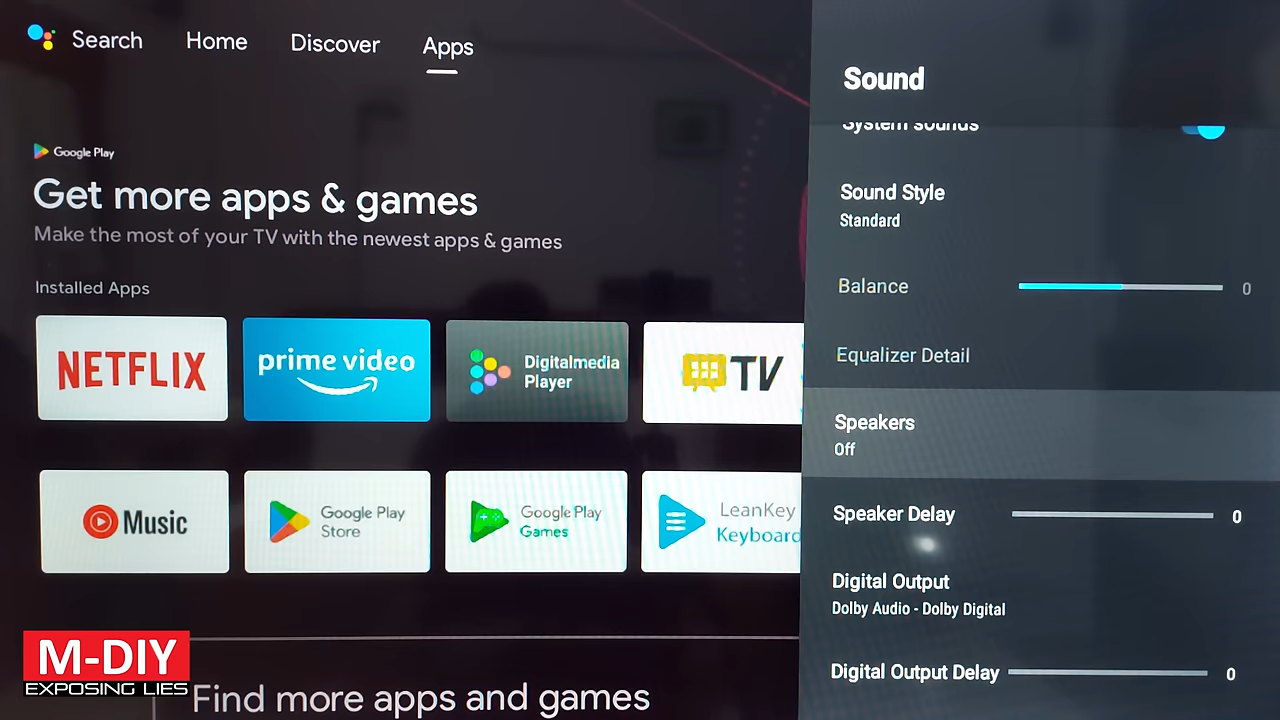 Search
Home
Discover
Apps
Google Play
Get more apps & games
Make the most of your TV with the newest apps & games
Installed Apps
NETFLIX
prime video
Digitalmedia
Player
TV
Music
Google Play
Store
Google Play
Games
LeanKey
Keyboard
Find more apps and games
M-DIY
EXPOSING LIES
Sound
System sounds
Sound Style
Standard
Balance
0
Equalizer Detail
Speakers
Off
Speaker Delay
0
Digital Output
Dolby Audio - Dolby Digital
Digital Output Delay
0